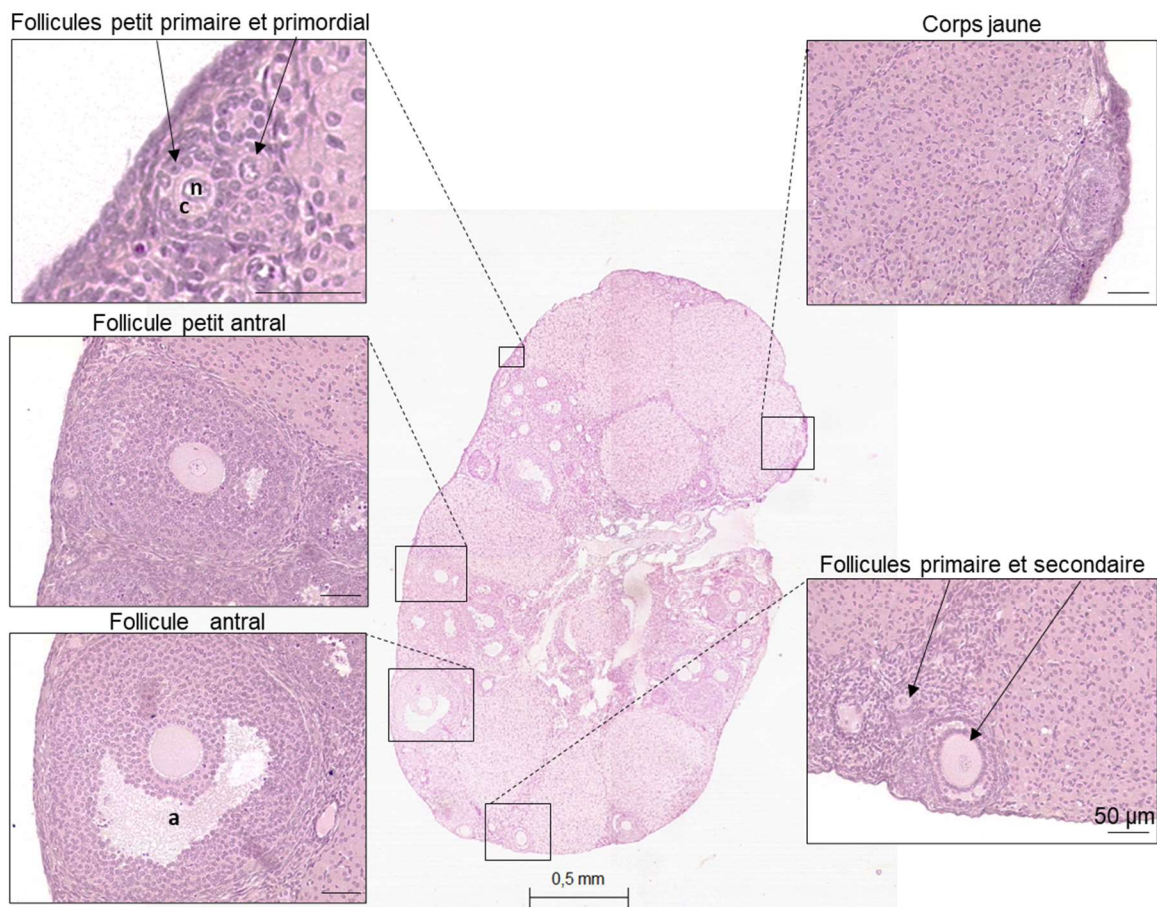 Follicules petit primaire et primordial
n
c
Follicule petit antral
Follicule antral
a
Corps jaune
Follicules primaire et secondaire
50 µm
0,5 mm